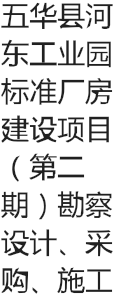 五华县河
东工业园
标准厂房
建设项目
（第二
期）勘察
设计、采
购、施工